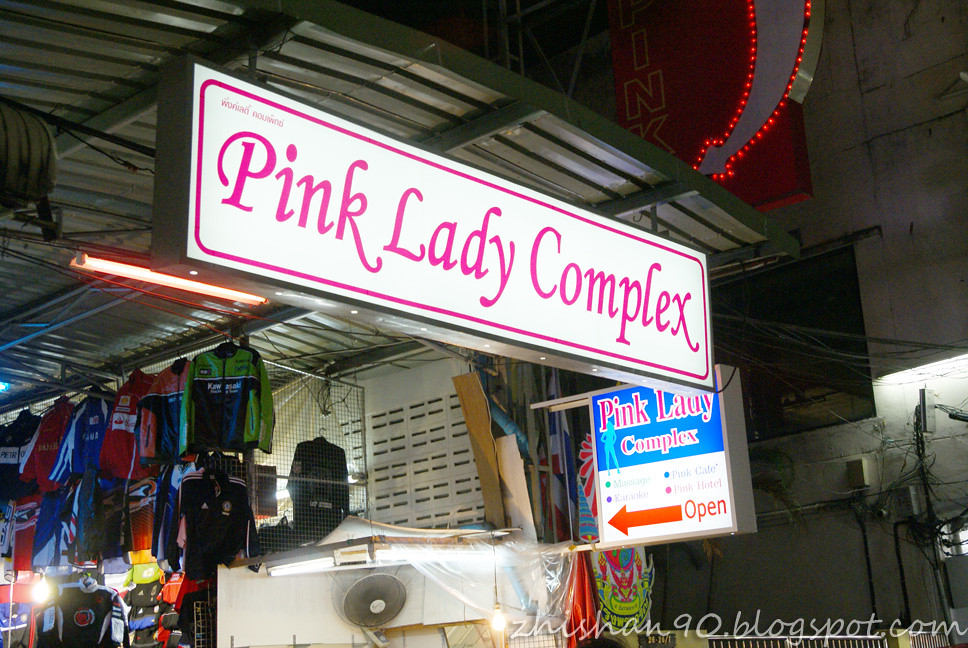 PINK
พิ้งค์เลดี้ คอมเพ็กซ์
Pink Lady Complex
Pink Lady
Complex
Massage
Pink Cafe'
Karaoke
Pink Hotel
Open
Kawasaki
zhishan90.blogspot.com